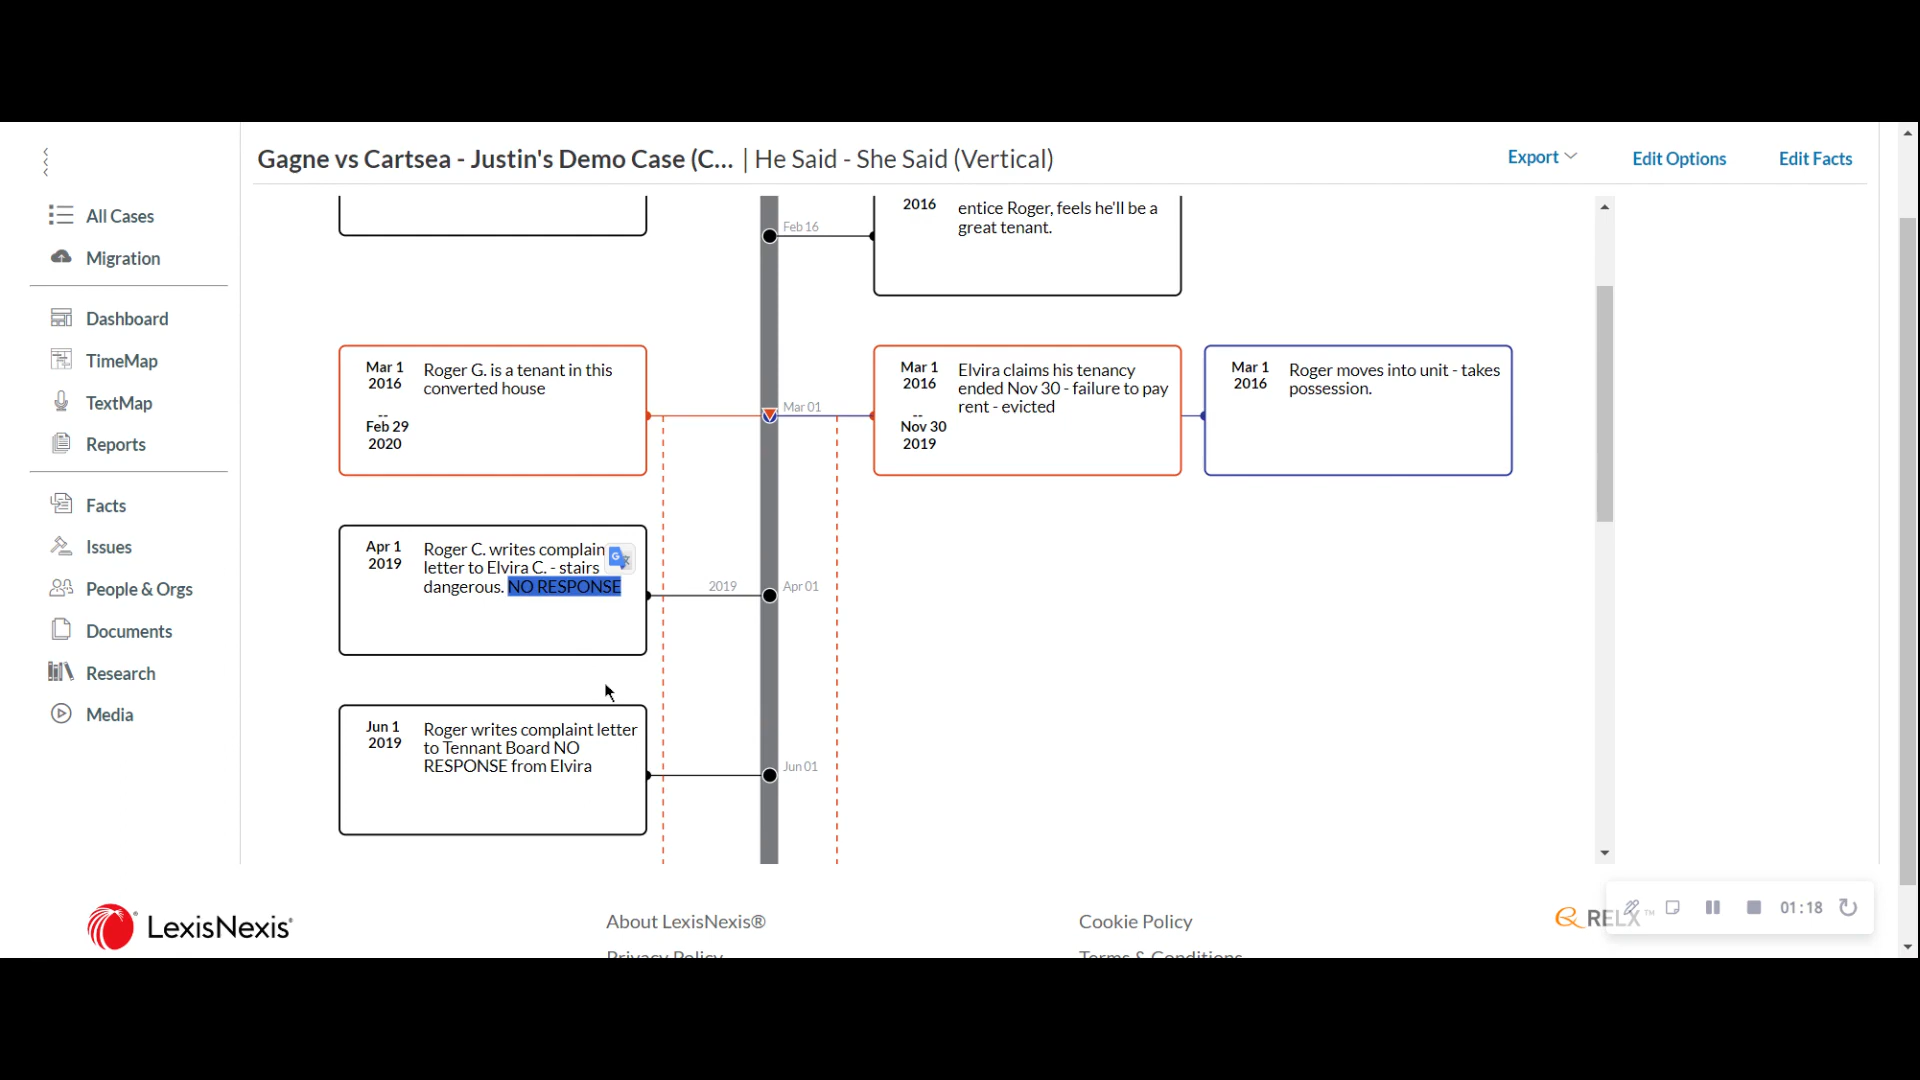 Gagne vs Cartsea - Justin's Demo Case (C... | He Said - She Said (Vertical)
Export
Edit Options
Edit Facts
All Cases
Migration
Dashboard
TimeMap
TextMap
Reports
Facts
Issues
People & Orgs
Documents
Research
Media
Feb 16
2016
entice Roger, feels he'll be a
great tenant.
Mar 1
2016
--
Feb 29
2020
Roger G. is a tenant in this
converted house
Mar 01
Mar 1
2016
--
Nov 30
2019
Elvira claims his tenancy
ended Nov 30 - failure to pay
rent - evicted
Mar 1
2016
Roger moves into unit - takes
possession.
Apr 1
2019
Roger C. writes complain
letter to Elvira C. - stairs
dangerous. NO RESPONSE
2019
Apr 01
Jun 1
2019
Roger writes complaint letter
to Tennant Board NO
RESPONSE from Elvira
Jun 01
LexisNexis®
About LexisNexis®
Privacy Policy
Cookie Policy
Terms & Conditions
RELX™
01:18